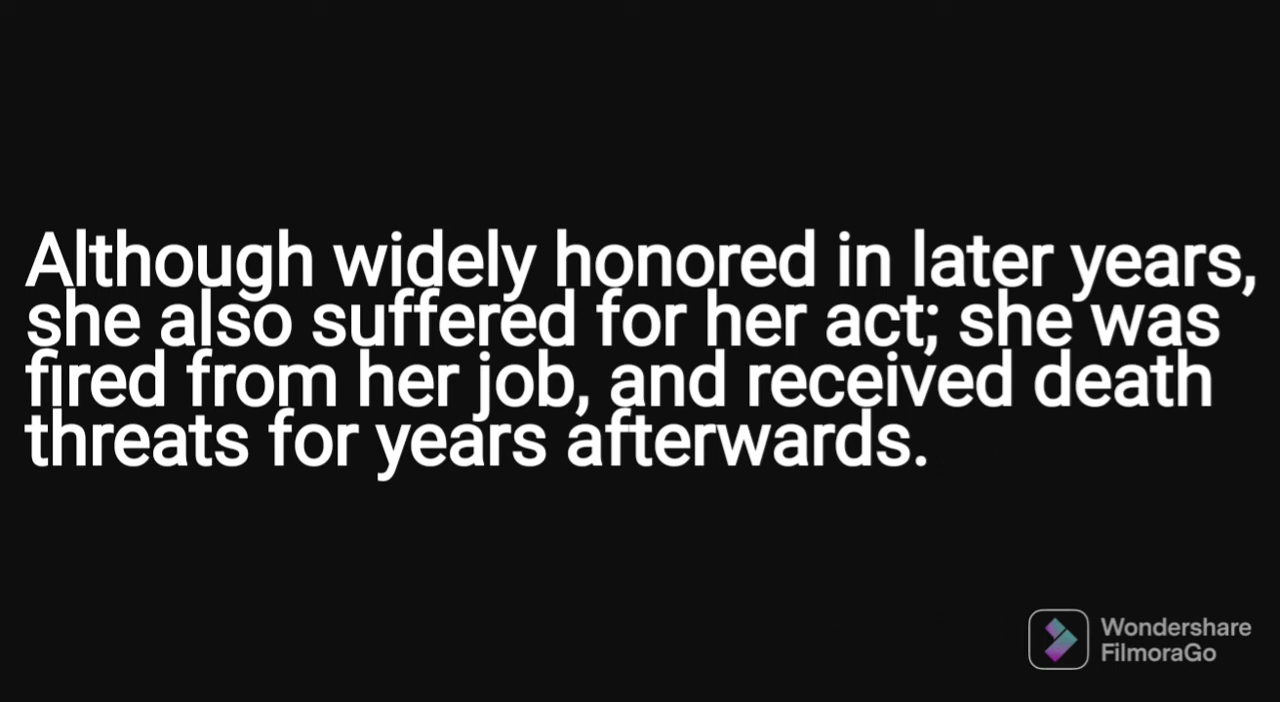 Although widely honored in later years,
she also suffered for her act; she was
fired from her job, and received death
threats for years afterwards.
Wondershare
FilmoraGo